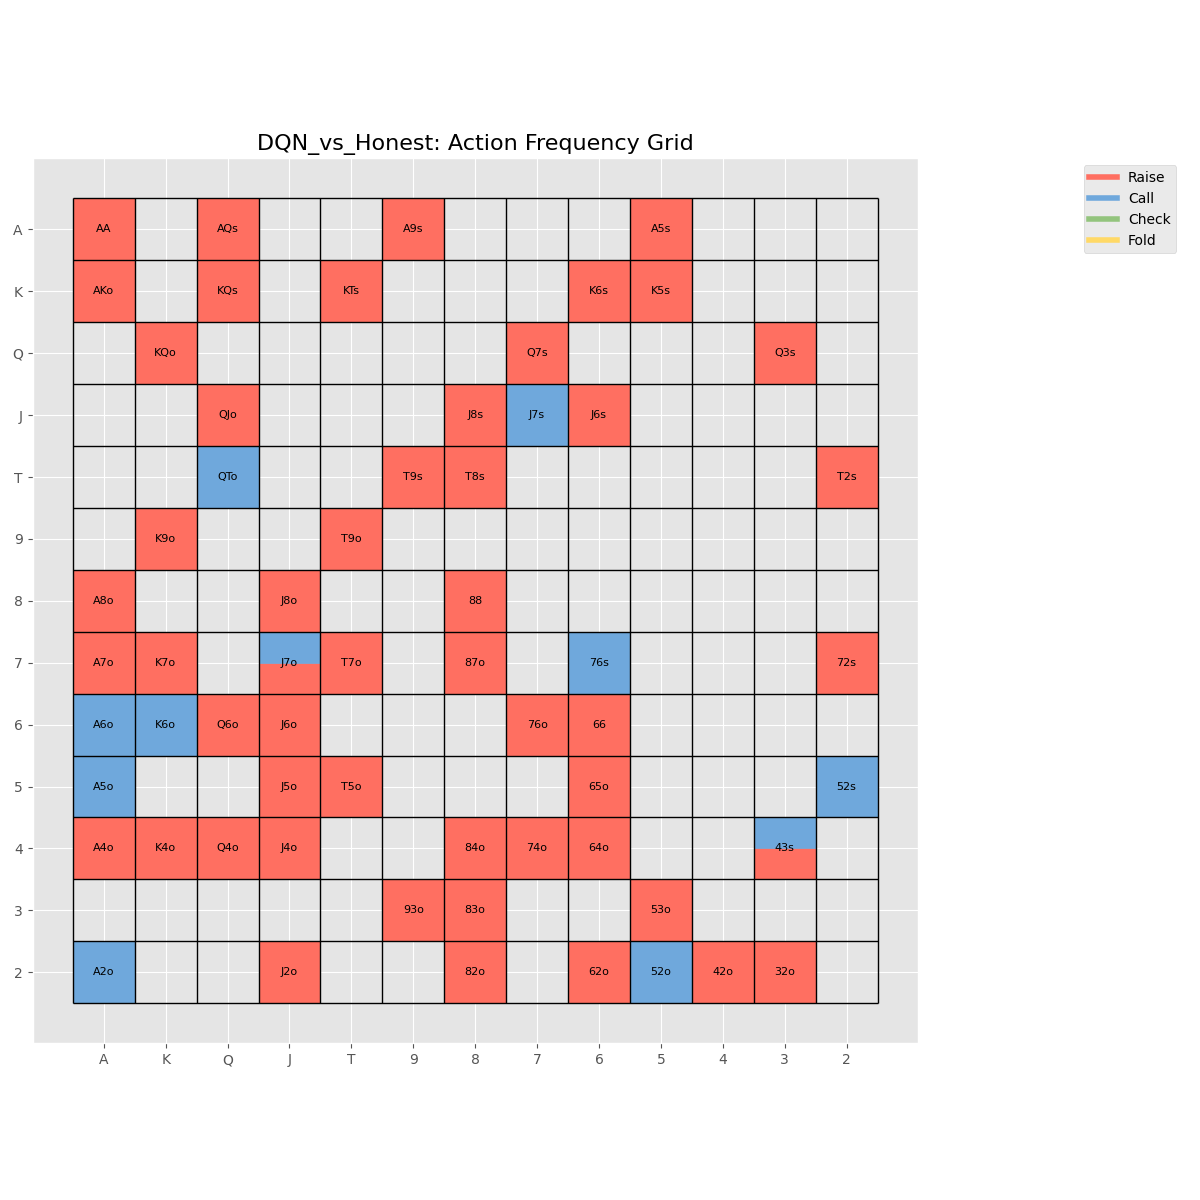 DQN_vs_Honest: Action Frequency Grid
Raise
Call
Check
Fold
A AA AQs A9s A5s
K AKo KQs KTs K6s K5s
Q KQo Q7s Q3s
J QJo J8s J7s J6s
T QTo T9s T8s T2s
9 K9o T9o
8 A8o J8o 88
7 A7o K7o J7o T7o 87o 76s 72s
6 A6o K6o Q6o J6o 76o 66
5 A5o J5o T5o 65o 52s
4 A4o K4o Q4o J4o 84o 74o 64o 43s
3 93o 83o 53o
2 A2o J2o 82o 62o 52o 42o 32o
A K Q J T 9 8 7 6 5 4 3 2